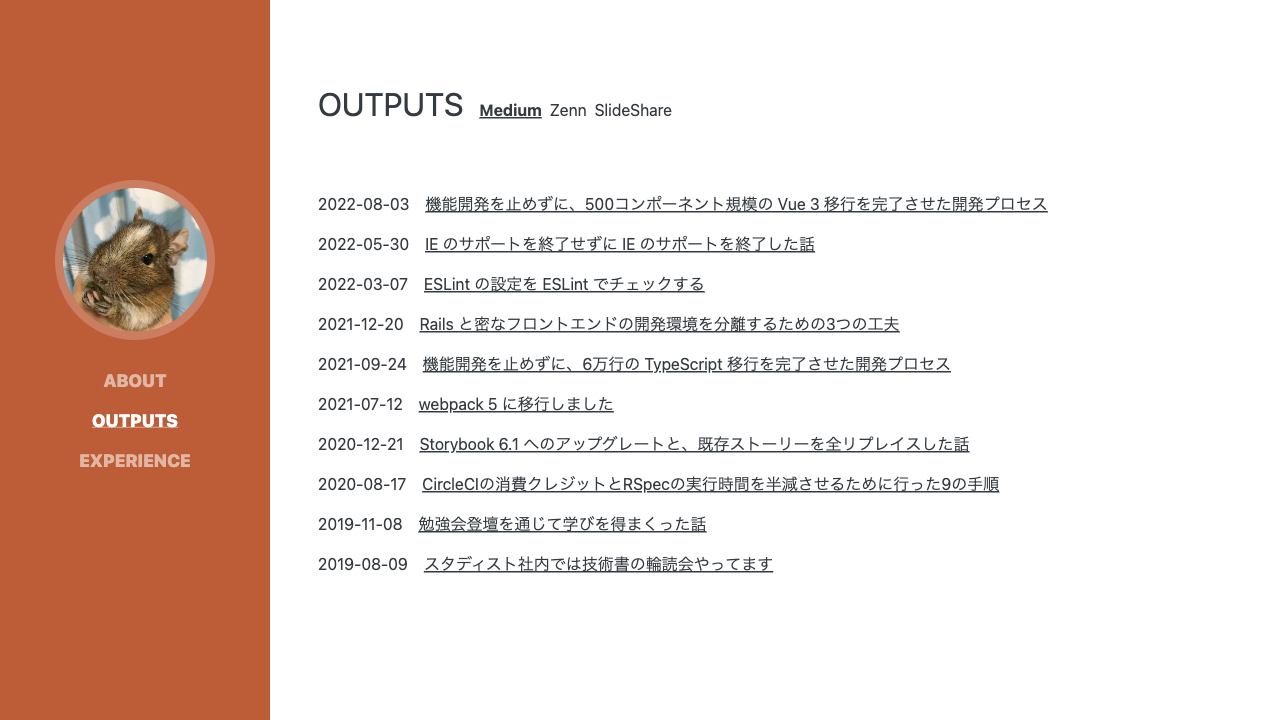 ABOUT
OUTPUTS
EXPERIENCE
OUTPUTS Medium Zenn SlideShare
2022-08-03 機能開発を止めずに、500コンポーネント規模の Vue 3 移行を完了させた開発プロセス
2022-05-30 IE のサポートを終了せずに IE のサポートを終了した話
2022-03-07 ESLint の設定を ESLint でチェックする
2021-12-20 Rails と密なフロントエンドの開発環境を分離するための3つの工夫
2021-09-24 機能開発を止めずに、6万行の TypeScript 移行を完了させた開発プロセス
2021-07-12 webpack 5 に移行しました
2020-12-21 Storybook 6.1 へのアップグレートと、既存ストーリーを全リプレイスした話
2020-08-17 CircleCIの消費クレジットとRSpecの実行時間を半減させるために行った9の手順
2019-11-08 勉強会登壇を通じて学びを得まくった話
2019-08-09 スタディスト社内では技術書の輪読会やってます